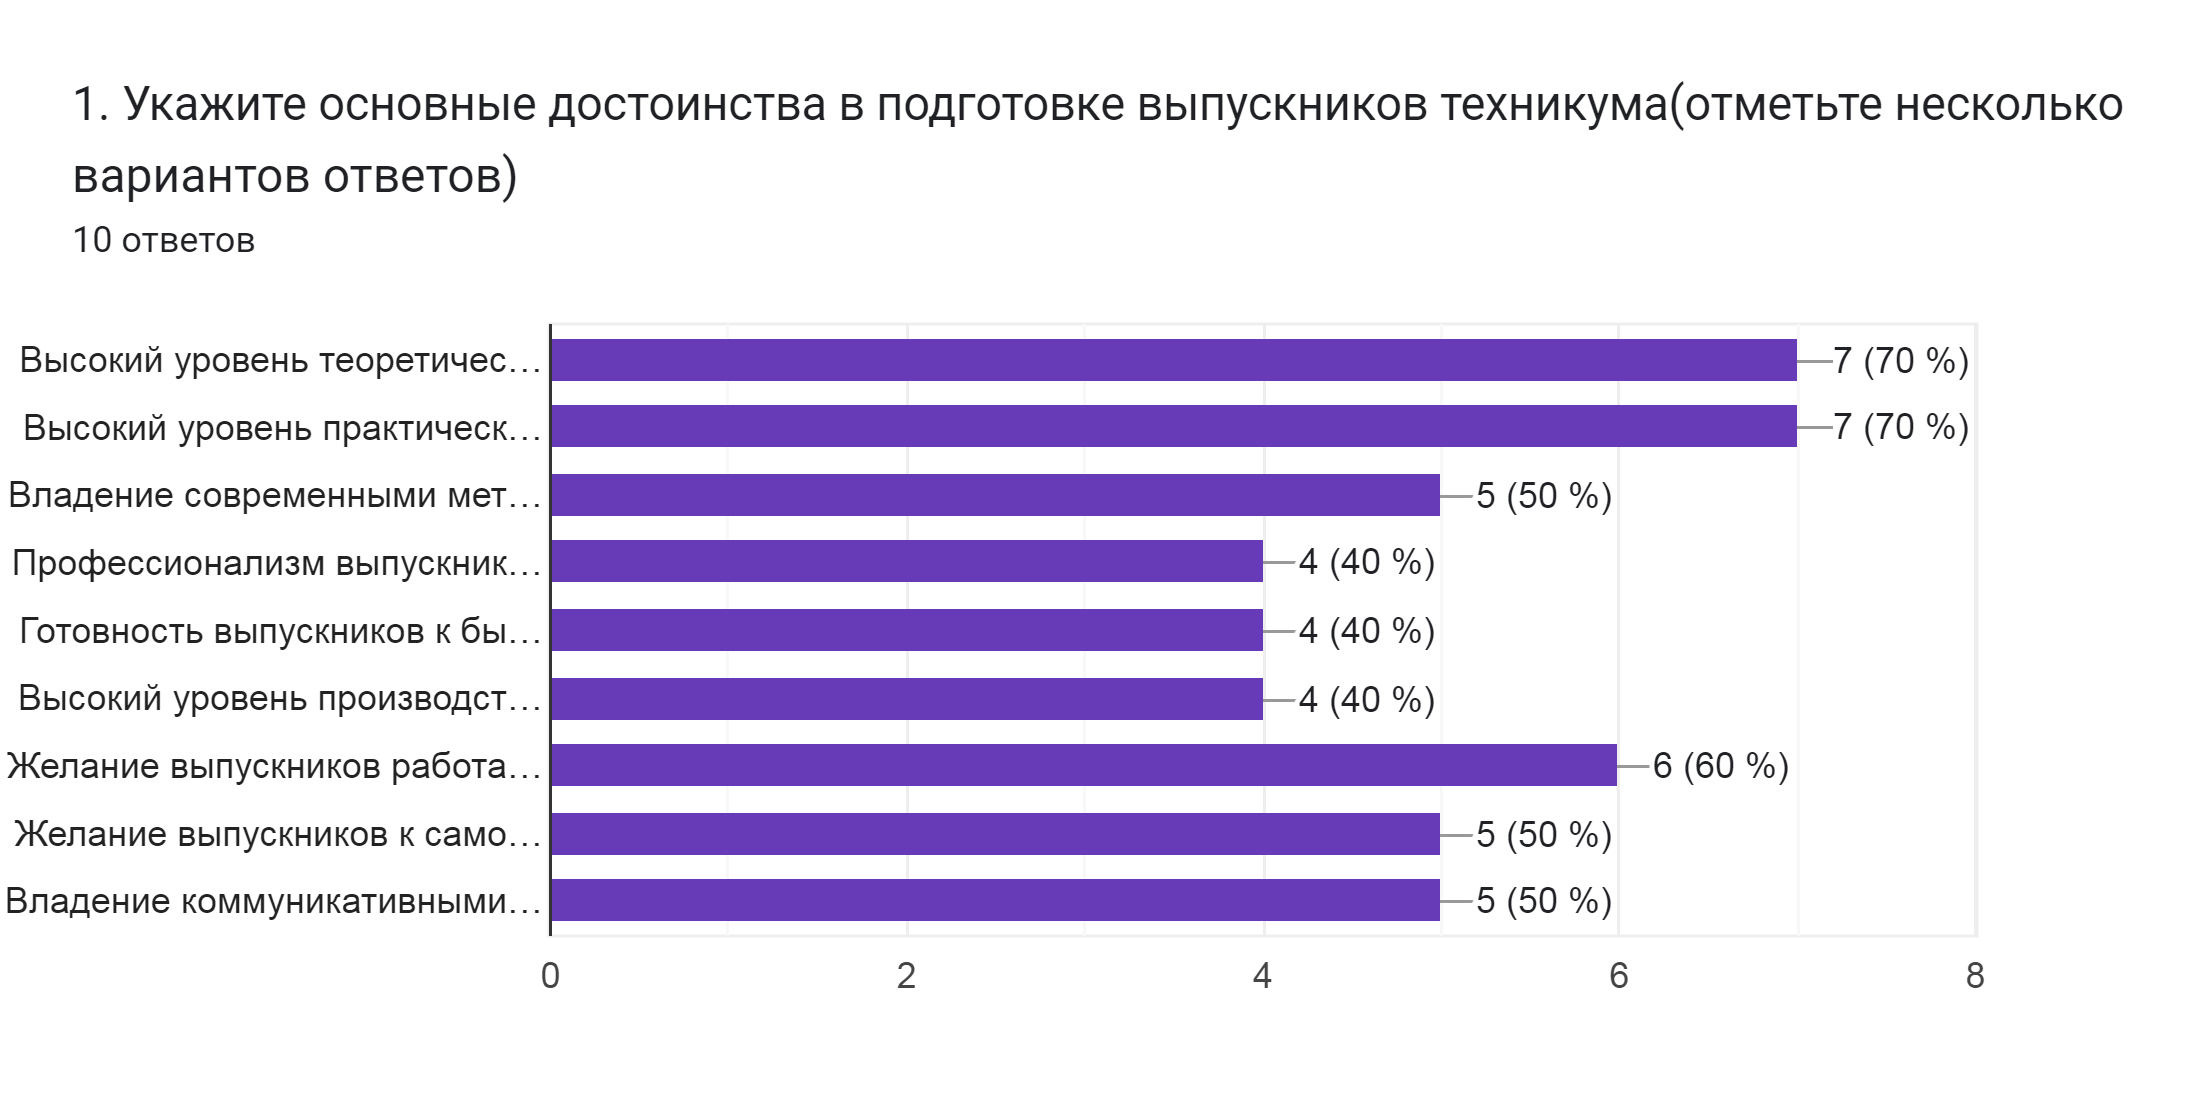 1. Укажите основные достоинства в подготовке выпускников техникума(отметьте несколько
вариантов ответов)
10 ответов
Высокий уровень теоретичес… 7 (70 %)
Высокий уровень практическ… 7 (70 %)
Владение современными мет… 5 (50 %)
Профессионализм выпускник… 4 (40 %)
Готовность выпускников к бы… 4 (40 %)
Высокий уровень производст… 4 (40 %)
Желание выпускников работа… 6 (60 %)
Желание выпускников к само… 5 (50 %)
Владение коммуникативными… 5 (50 %)
0 2 4 6 8